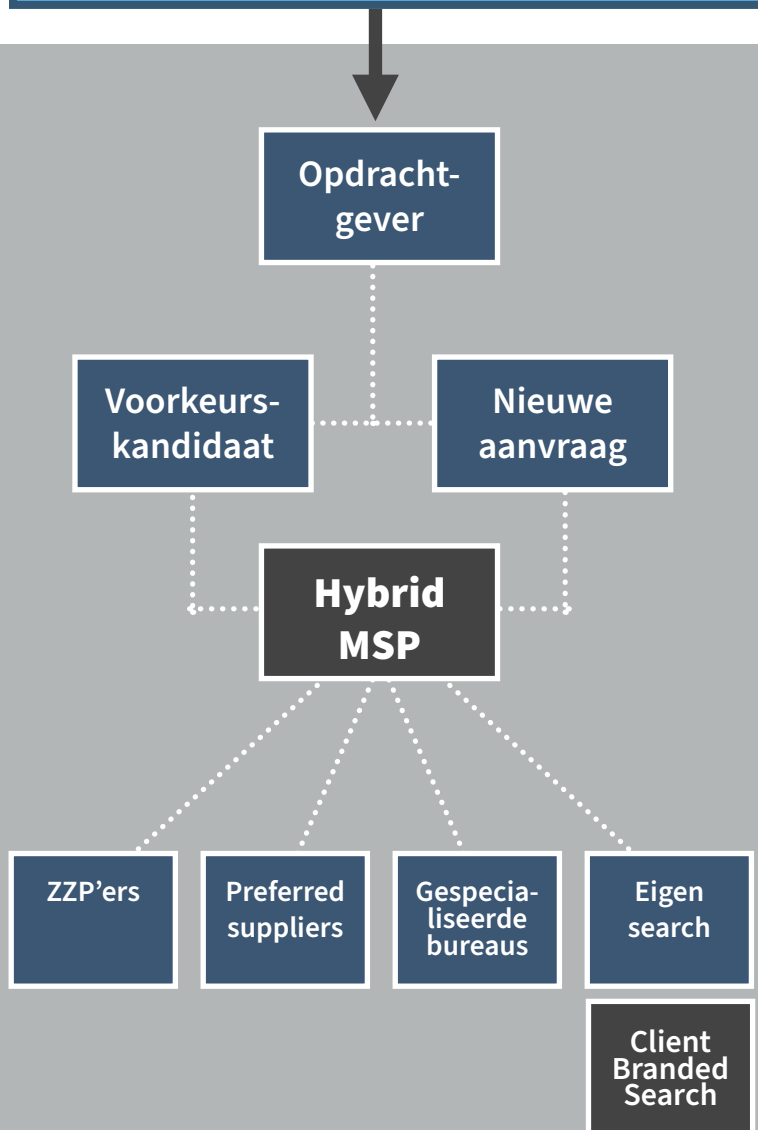 Opdracht-
gever
Voorkeurs-
kandidaat
Nieuwe
aanvraag
Hybrid
MSP
ZZP’ers
Preferred
suppliers
Gespecia-
liseerde
bureaus
Eigen
search
Client
Branded
Search